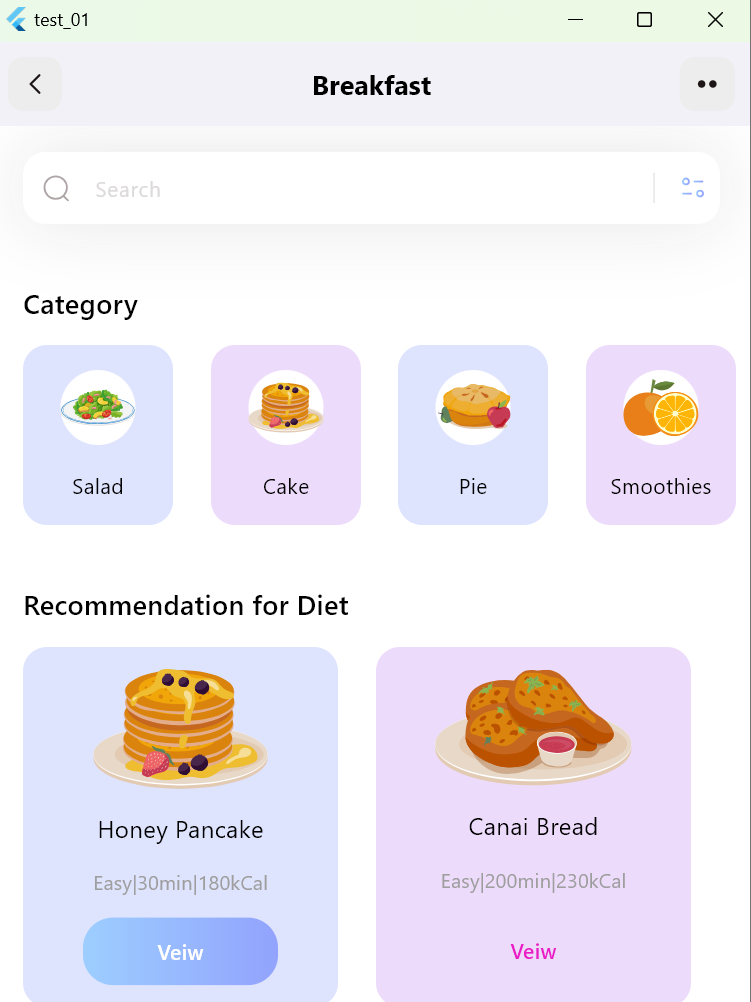 test_01
Breakfast
Search
Category
Salad
Cake
Pie
Smoothies
Recommendation for Diet
Honey Pancake
Canai Bread
Easy|30min|180kCal
Easy|200min|230kCal
Veiw
Veiw